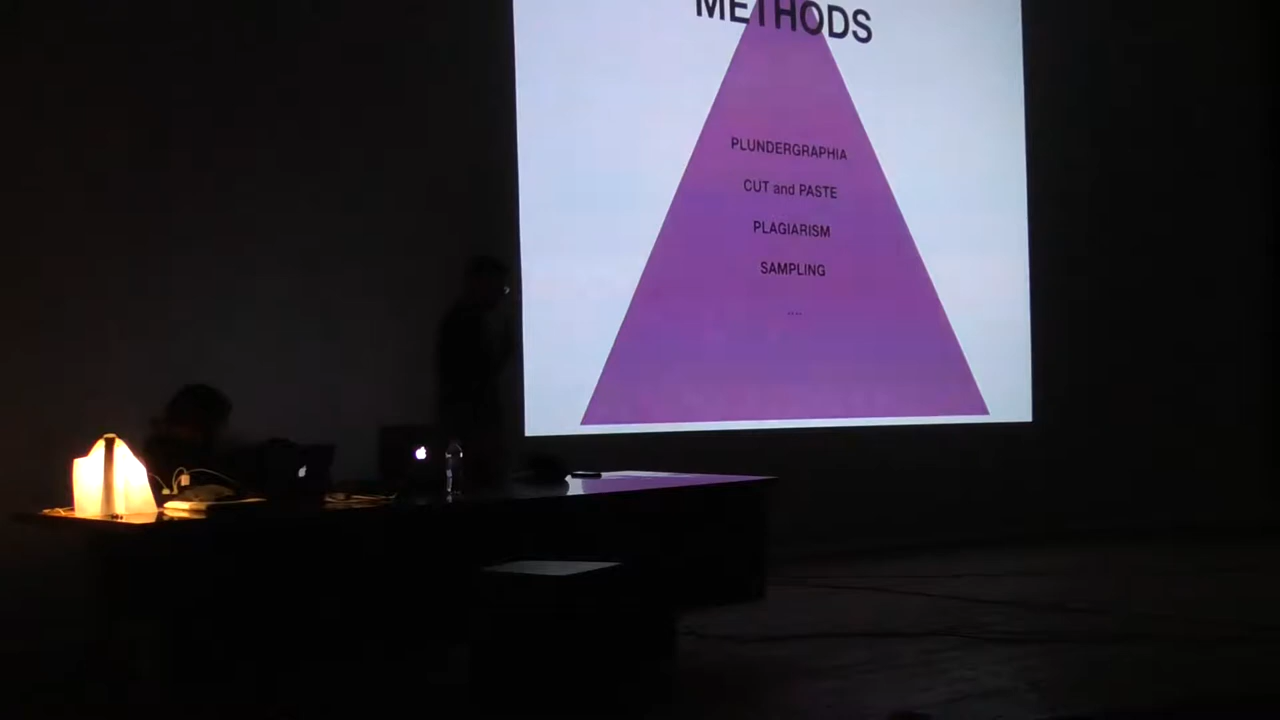 METHODS
PLUNDERGRAPHIA
CUT and PASTE
PLAGIARISM
SAMPLING
....